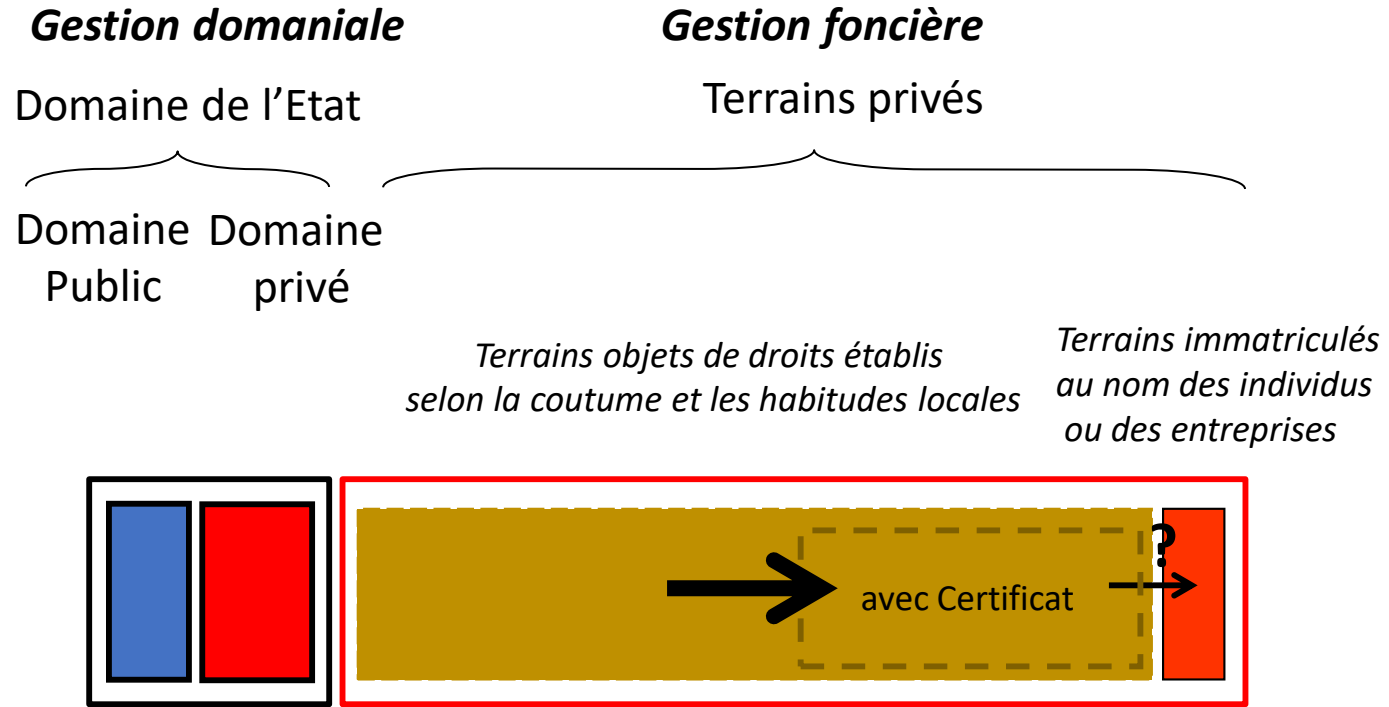 Gestion domaniale
Gestion foncière
Domaine de l’Etat
Terrains privés
Domaine
Public
Domaine
privé
Terrains objets de droits établis
selon la coutume et les habitudes locales
Terrains immatriculés
au nom des individus
ou des entreprises
?
avec Certificat